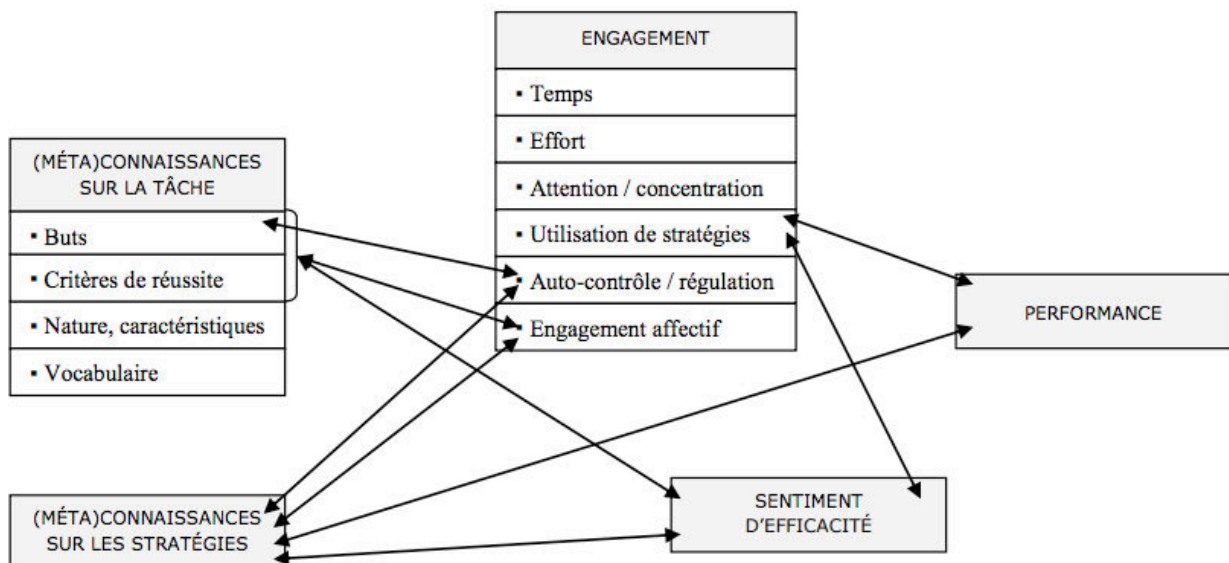 ENGAGEMENT
▪ Temps
▪ Effort
▪ Attention / concentration
▪ Utilisation de stratégies
▪ Auto-contrôle / régulation
▪ Engagement affectif
(MÉTA)CONNAISSANCES
SUR LA TÂCHE
▪ Buts
▪ Critères de réussite
▪ Nature, caractéristiques
▪ Vocabulaire
PERFORMANCE
(MÉTA)CONNAISSANCES
SUR LES STRATÉGIES
SENTIMENT
D'EFFICACITÉ